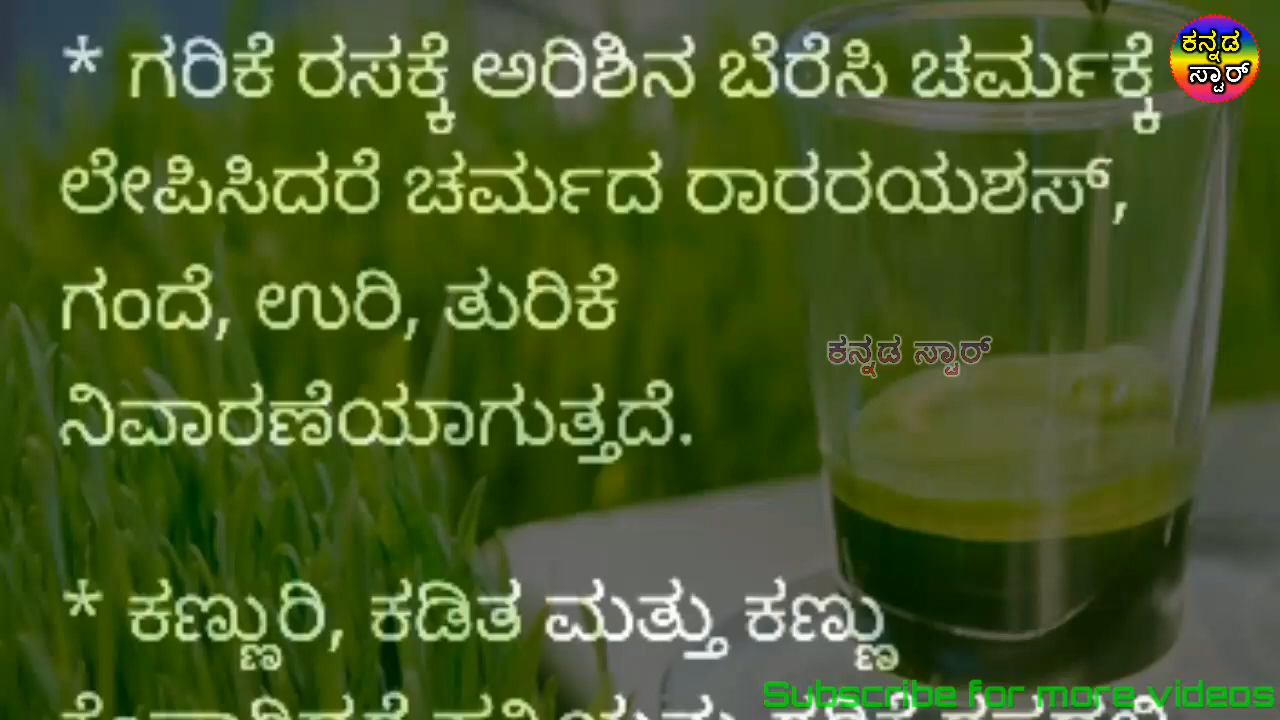 * ಗರಿಕೆ ರಸಕ್ಕೆ ಅರಿಶಿನ ಬೆರೆಸಿ ಚರ್ಮಕ್ಕೆ
ಕನ್ನಡ
ಸ್ಟಾರ್
ಲೇಪಿಸಿದರೆ ಚರ್ಮದ ರಾರರಯಶಸ್,
ಗಂದೆ, ಉರಿ, ತುರಿಕೆ
ಕನ್ನಡ ಸ್ಟಾರ್
ನಿವಾರಣೆಯಾಗುತ್ತದೆ.
* ಕಣ್ಣುರಿ, ಕಡಿತ ಮತ್ತು ಕಣ್ಣು
Subscribe for more videos